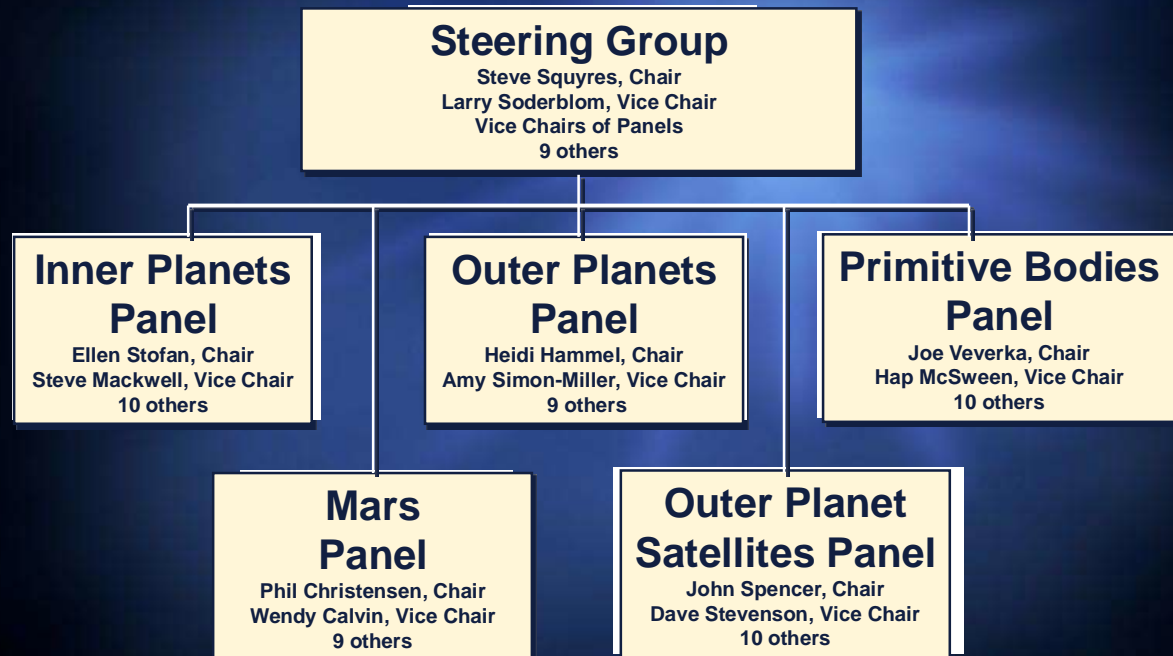 Steering Group
Steve Squyres, Chair
Larry Soderblom, Vice Chair
Vice Chairs of Panels
9 others
Inner Planets
Panel
Ellen Stofan, Chair
Steve Mackwell, Vice Chair
10 others
Outer Planets
Panel
Heidi Hammel, Chair
Amy Simon-Miller, Vice Chair
9 others
Primitive Bodies
Panel
Joe Veverka, Chair
Hap McSween, Vice Chair
10 others
Mars
Panel
Phil Christensen, Chair
Wendy Calvin, Vice Chair
9 others
Outer Planet
Satellites Panel
John Spencer, Chair
Dave Stevenson, Vice Chair
10 others